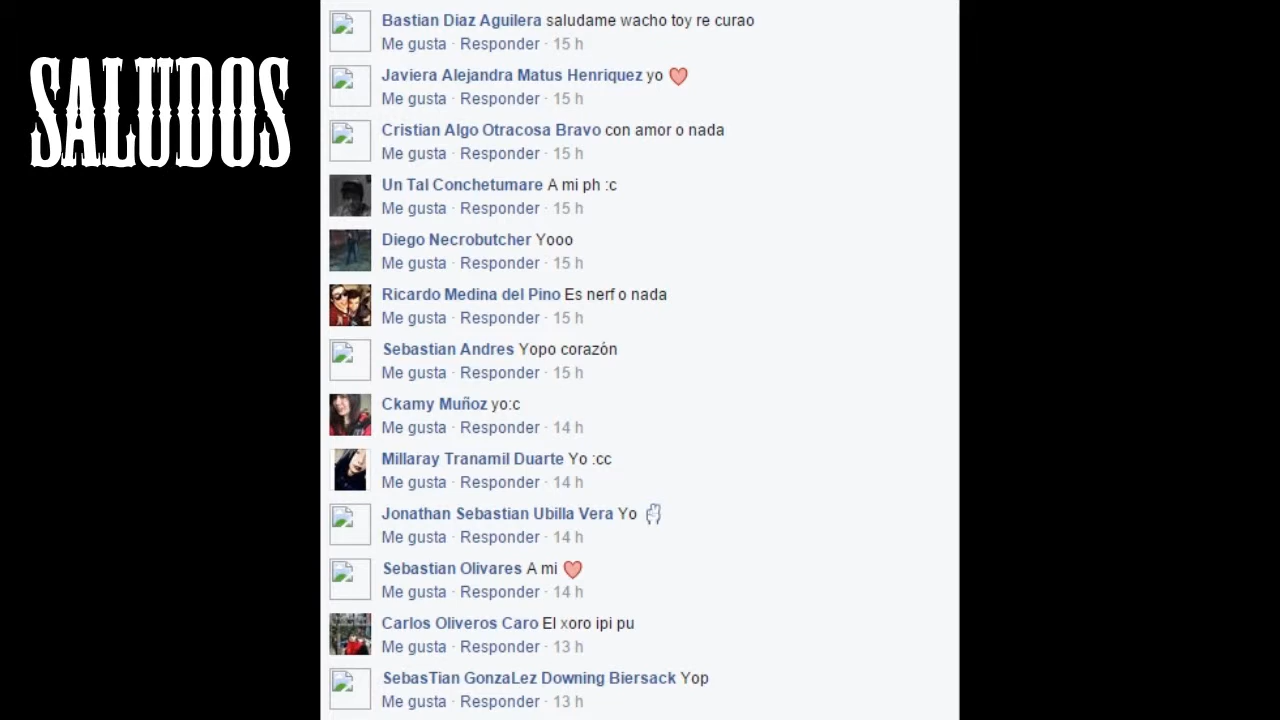 SALUDOS
Bastian Diaz Aguilera saludame wacho toy re curao
Me gusta · Responder · 15 h
Javiera Alejandra Matus Henriquez yo
Me gusta · Responder · 15 h
Cristian Algo Otracosa Bravo con amor o nada
Me gusta · Responder · 15 h
Un Tal Conchetumare A mi ph :c
Me gusta · Responder · 15 h
Diego Necrobutcher Yooo
Me gusta · Responder · 15 h
Ricardo Medina del Pino Es nerf o nada
Me gusta · Responder · 15 h
Sebastian Andres Yopo corazón
Me gusta · Responder · 15 h
Ckamy Muñoz yo:c
Me gusta · Responder · 14 h
Millaray Tranamil Duarte Yo :cc
Me gusta · Responder · 14 h
Jonathan Sebastian Ubilla Vera Yo
Me gusta · Responder · 14 h
Sebastian Olivares A mi
Me gusta · Responder · 14 h
Carlos Oliveros Caro El xoro ipi pu
Me gusta · Responder · 13 h
SebasTian GonzaLez Downing Biersack Yop
Me gusta · Responder · 13 h